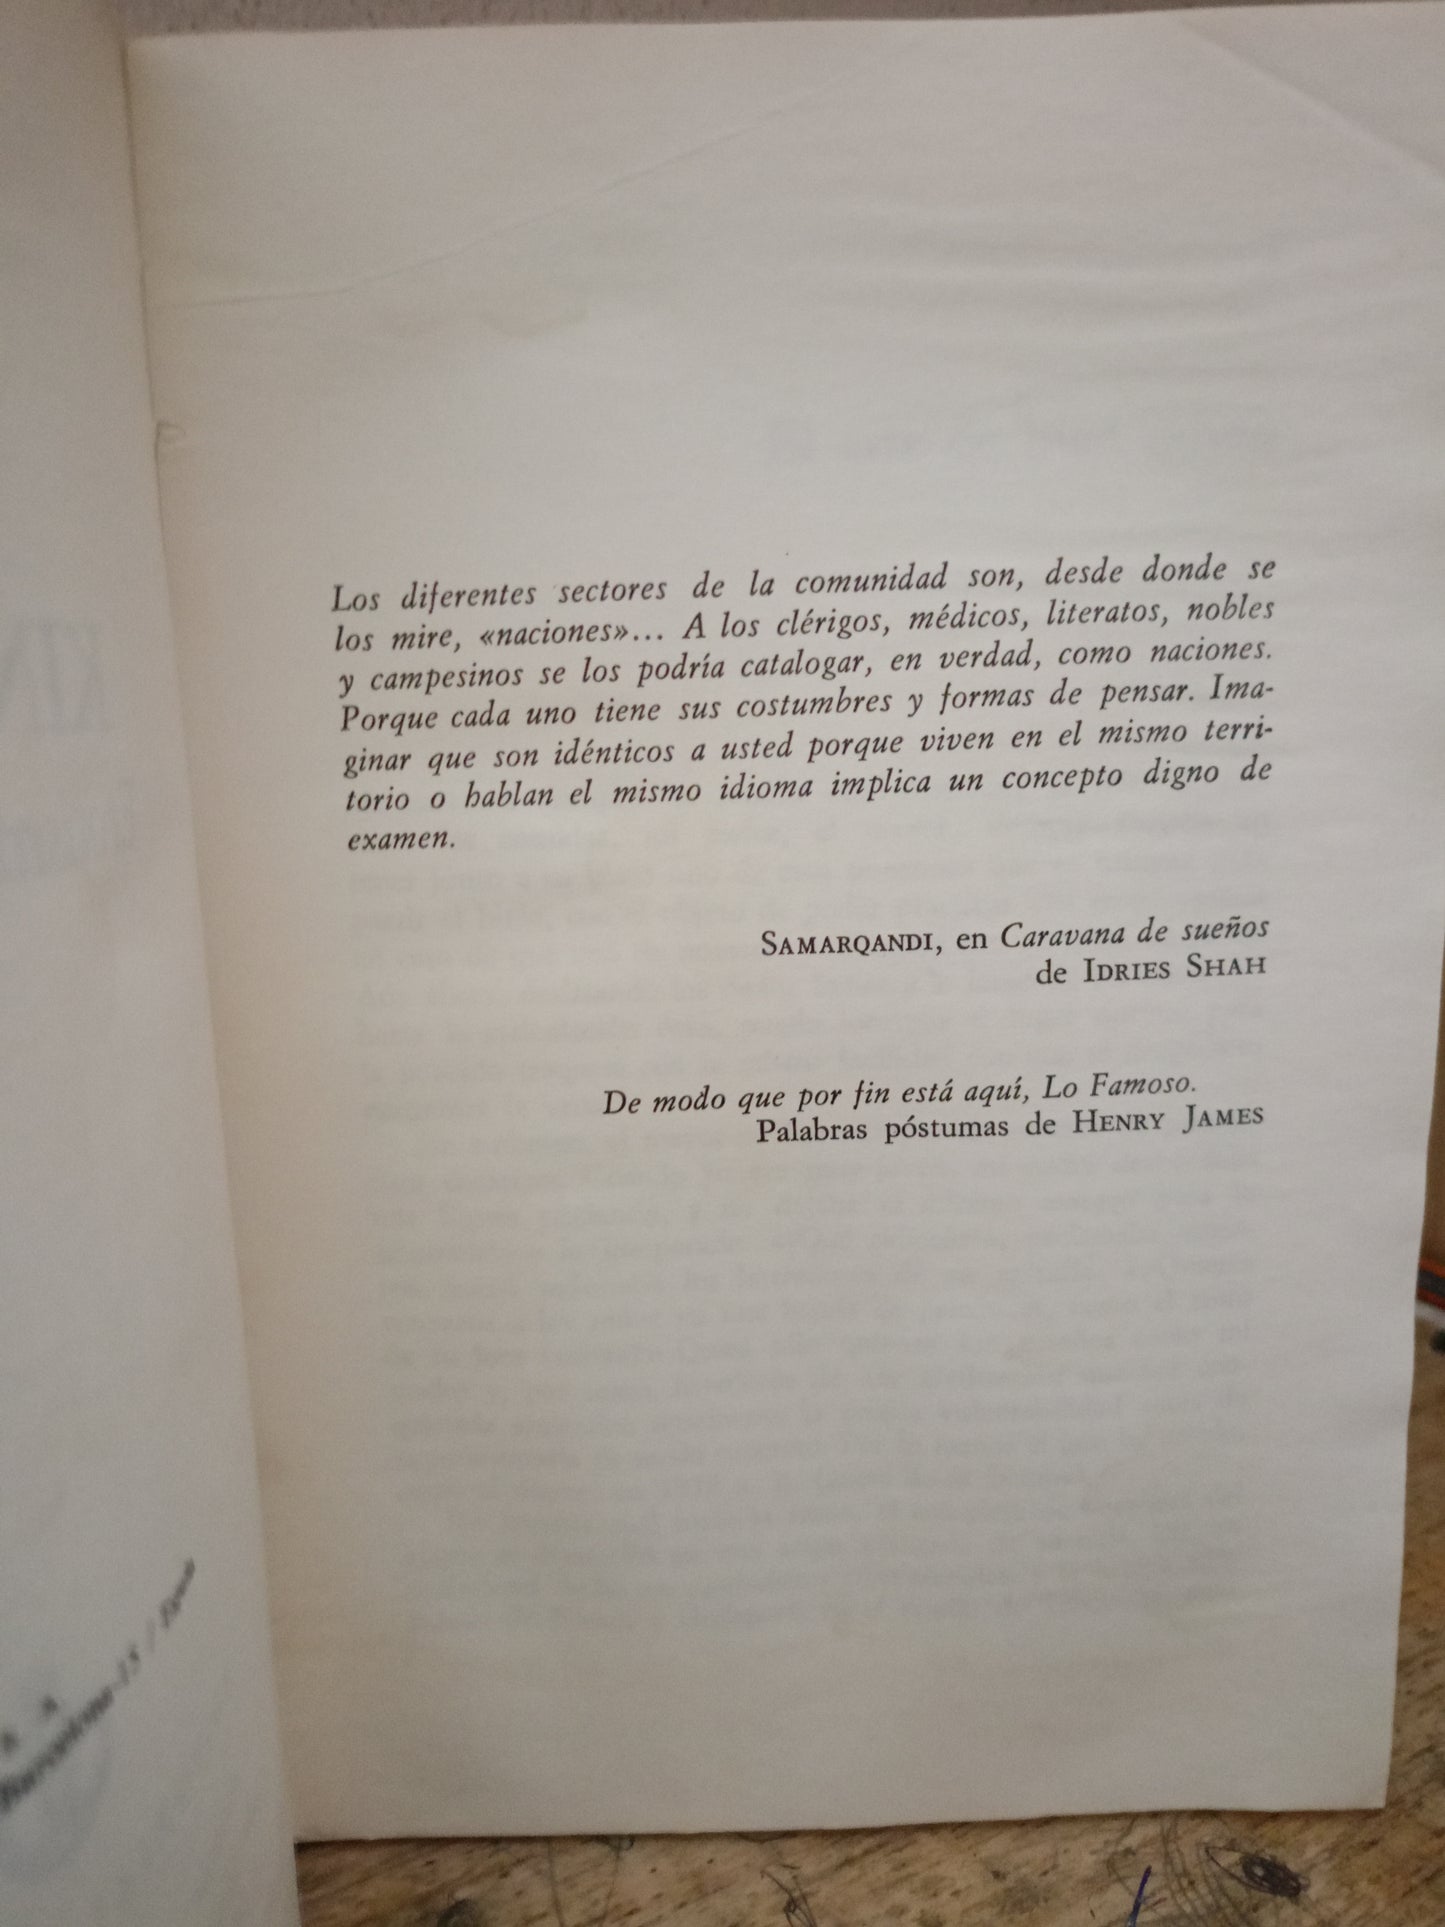 Los diferentes sectores de la comunidad son, desde donde se
los mire, «naciones»... A los clérigos, médicos, literatos, nobles
y campesinos se los podría catalogar, en verdad, como naciones.
Porque cada uno tiene sus costumbres y formas de pensar. Ima-
ginar que son idénticos a usted porque viven en el mismo terri-
torio o hablan el mismo idioma implica un concepto digno de
examen.
SAMARQANDI, en Caravana de sueños
de IDRIES SHAH
De modo que por fin está aquí, Lo Famoso.
Palabras póstumas de HENRY JAMES